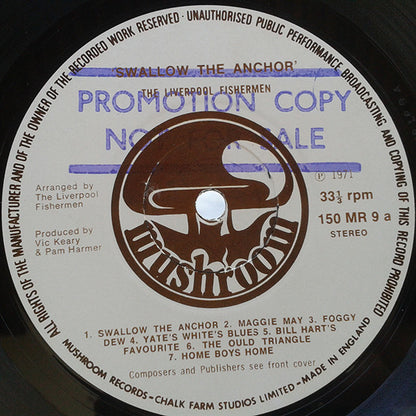 ALL RIGHTS OF THE MANUFACTURER AND OF THE OWNER OF THE RECORDED WORK RESERVED · UNAUTHORISED PUBLIC PERFORMANCE BROADCASTING AND COPYING OF THIS RECORD PROHIBITED
'SWALLOW THE ANCHOR'
THE LIVERPOOL FISHERMEN
PROMOTION COPY
NOT FOR SALE
℗ 1971
Arranged by
The Liverpool
Fishermen
33⅓ rpm
150 MR 9 a
STEREO
Produced by
Vic Keary
& Pam Harmer
mushroom
1. SWALLOW THE ANCHOR 2. MAGGIE MAY 3. FOGGY
DEW 4. YATE'S WHITE'S BLUES 5. BILL HART'S
FAVOURITE 6. THE OULD TRIANGLE
7. HOME BOYS HOME
Composers and Publishers see front cover
MUSHROOM RECORDS - CHALK FARM STUDIOS LIMITED - MADE IN ENGLAND